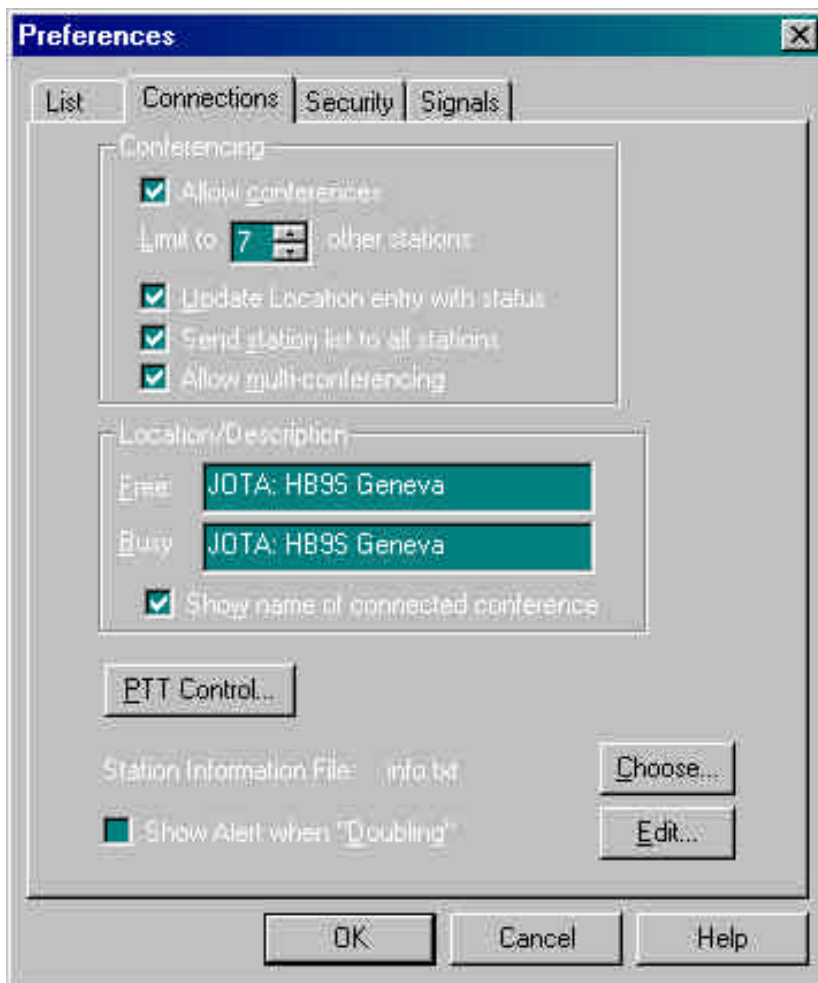 Preferences
List Connections Security Signals
Conferencing
Allow conferences
Limit to 7 other stations
Update Location entry with status
Send station list to all stations
Allow multi-conferencing
Location/Description
Free: JOTA: HB9S Geneva
Busy JOTA: HB9S Geneva
Show name of connected conference
PTT Control...
Station Information File: info.txt Choose...
Show Alert when "Doubling" Edit...
OK Cancel Help